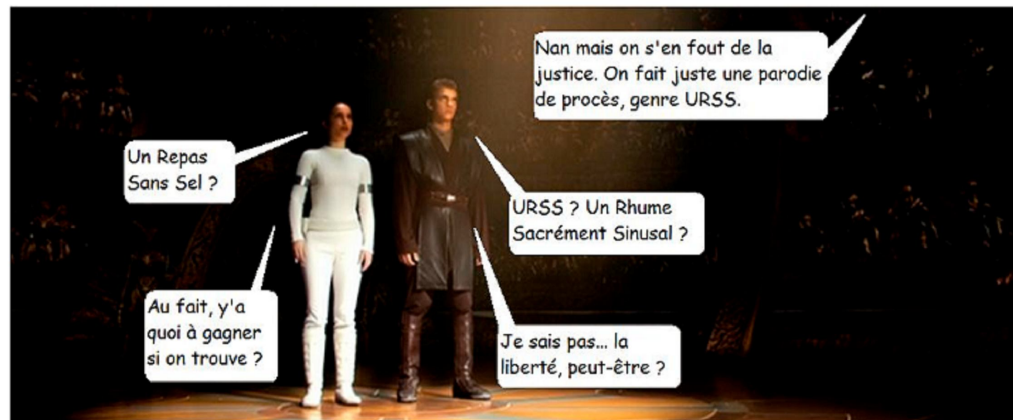 Nan mais on s'en fout de la
justice. On fait juste une parodie
de procès, genre URSS.
URSS ? Un Rhume
Sacrément Sinusal ?
Un Repas
Sans Sel ?
Au fait, y'a
quoi à gagner
si on trouve ?
Je sais pas... la
liberté, peut-être ?